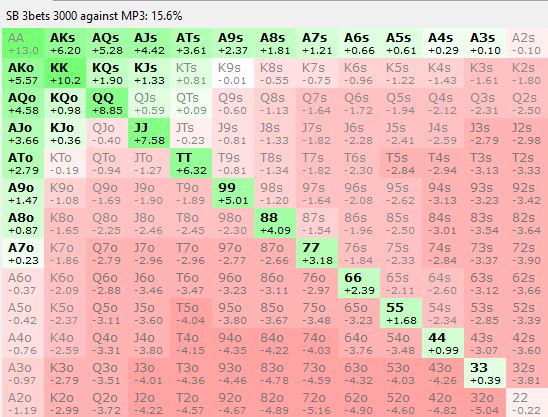 SB 3bets 3000 against MP3: 15.6%
AA AKs AQs AJs ATs A9s A8s A7s A6s A5s A4s A3s A2s
+13.0 +6.20 +5.28 +4.42 +3.61 +2.37 +1.81 +1.21 +0.66 +0.61 +0.29 +0.10 -0.10
AKo KK KQs KJs KTs K9s K8s K7s K6s K5s K4s K3s K2s
+5.57 +10.2 +1.90 +1.33 +0.81 -0.01 -0.55 -0.75 -0.96 -1.22 -1.43 -1.61 -1.80
AQo KQo QQ QJs QTs Q9s Q8s Q7s Q6s Q5s Q4s Q3s Q2s
+4.58 +0.98 +8.85 +0.59 +0.09 -0.60 -1.13 -1.64 -1.72 -1.94 -2.12 -2.31 -2.50
AJo KJo QJo JJ JTs J9s J8s J7s J6s J5s J4s J3s J2s
+3.66 +0.36 -0.40 +7.58 -0.23 -0.81 -1.33 -1.82 -2.28 -2.41 -2.59 -2.79 -2.98
ATo KTo QTo JTo TT T9s T8s T7s T6s T5s T4s T3s T2s
+2.79 -0.19 -0.94 -1.27 +6.32 -0.81 -1.34 -1.82 -2.30 -2.84 -2.94 -3.13 -3.33
A9o K9o Q9o J9o T9o 99 98s 97s 96s 95s 94s 93s 92s
+1.47 -1.08 -1.69 -1.90 -1.89 +5.01 -1.20 -1.64 -2.08 -2.62 -3.13 -3.24 -3.42
A8o K8o Q8o J8o T8o 98o 88 87s 86s 85s 84s 83s 82s
+0.87 -1.65 -2.25 -2.46 -2.45 -2.30 +4.09 -1.54 -1.96 -2.50 -3.01 -3.54 -3.64
A7o K7o Q7o J7o T7o 97o 87o 77 76s 75s 74s 73s 72s
+0.23 -1.86 -2.79 -2.96 -2.96 -2.77 -2.66 +3.18 -1.84 -2.33 -2.84 -3.37 -3.90
A6o K6o Q6o J6o T6o 96o 86o 76o 66 65s 64s 63s 62s
-0.37 -2.09 -2.88 -3.46 -3.47 -3.23 -3.11 -2.97 +2.39 -2.11 -2.60 -3.12 -3.66
A5o K5o Q5o J5o T5o 95o 85o 75o 65o 55 54s 53s 52s
-0.42 -2.37 -3.11 -3.60 -4.04 -3.80 -3.67 -3.48 -3.23 +1.68 -2.34 -2.85 -3.39
A4o K4o Q4o J4o T4o 94o 84o 74o 64o 54o 44 43s 42s
-0.76 -2.59 -3.31 -3.80 -4.15 -4.35 -4.22 -4.03 -3.76 -3.48 +0.99 -3.07 -3.60
A3o K3o Q3o J3o T3o 93o 83o 73o 63o 53o 43o 33 32s
-0.97 -2.79 -3.51 -4.01 -4.36 -4.46 -4.78 -4.59 -4.32 -4.03 -4.26 +0.39 -3.81
A2o K2o Q2o J2o T2o 92o 82o 72o 62o 52o 42o 32o 22
-1.19 -2.99 -3.72 -4.22 -4.57 -4.67 -4.89 -5.16 -4.90 -4.60 -4.82 -5.04 -0.22